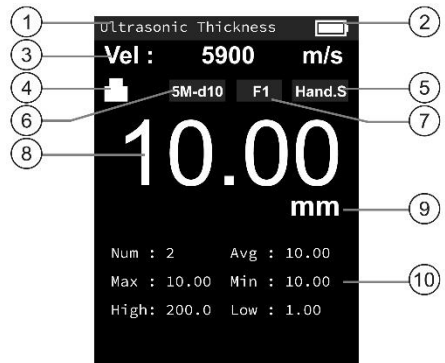 ① Ultrasonic Thickness ②
③ Vel : 5900 m/s
④ 5M-d10 F1 Hand.S ⑤
⑥ ⑦
⑧ 10.00
mm ⑨
Num : 2 Avg : 10.00
Max : 10.00 Min : 10.00 ⑩
High: 200.0 Low : 1.00